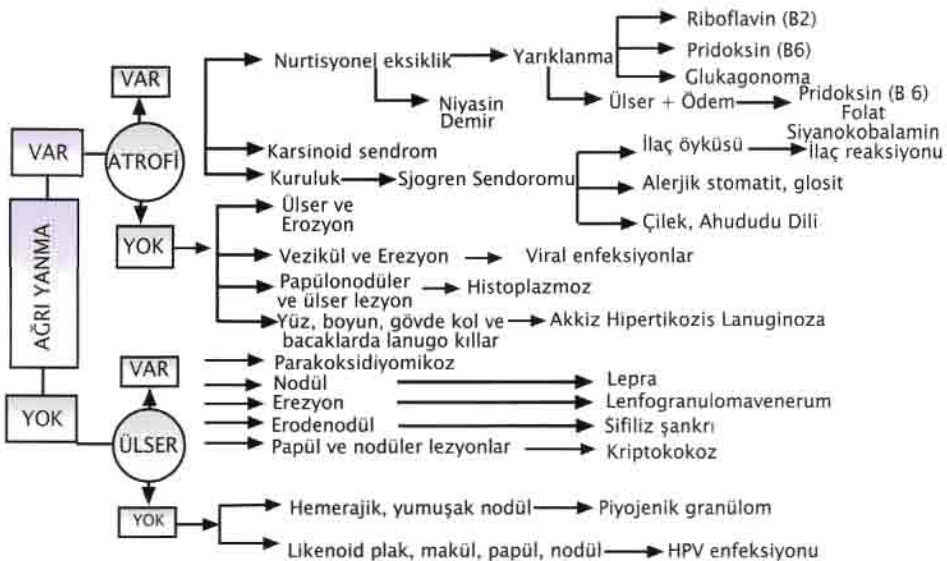 AĞRI YANMA
VAR
YOK
ATROFİ
VAR
YOK
Nurtisyonel eksiklik
Yarıklanma
Riboflavin (B2)
Pridoksin (B6)
Glukagonoma
Niyasin
Demir
Ülser + Ödem
Pridoksin (B 6)
Folat
Siyanokobalamin
Karsinoid sendrom
Kuruluk
Sjogren Sendoromu
İlaç öyküsü
İlaç reaksiyonu
Alerjik stomatit, glosit
Çilek, Ahududu Dili
Ülser ve
Erozyon
Vezikül ve Erezyon
Viral enfeksiyonlar
Papülonodüler
ve ülser lezyon
Histoplazmoz
Yüz, boyun, gövde kol ve
bacaklarda lanugo kıllar
Akkiz Hipertikozis Lanuginoza
ÜLSER
VAR
YOK
Parakoksidiyomikoz
Nodül
Lepra
Erezyon
Lenfogranulomavenerum
Erodenodül
Sifiliz şankrı
Papül ve nodüler lezyonlar
Kriptokokoz
Hemerajik, yumuşak nodül
Piyojenik granülom
Likenoid plak, makül, papül, nodül
HPV enfeksiyonu